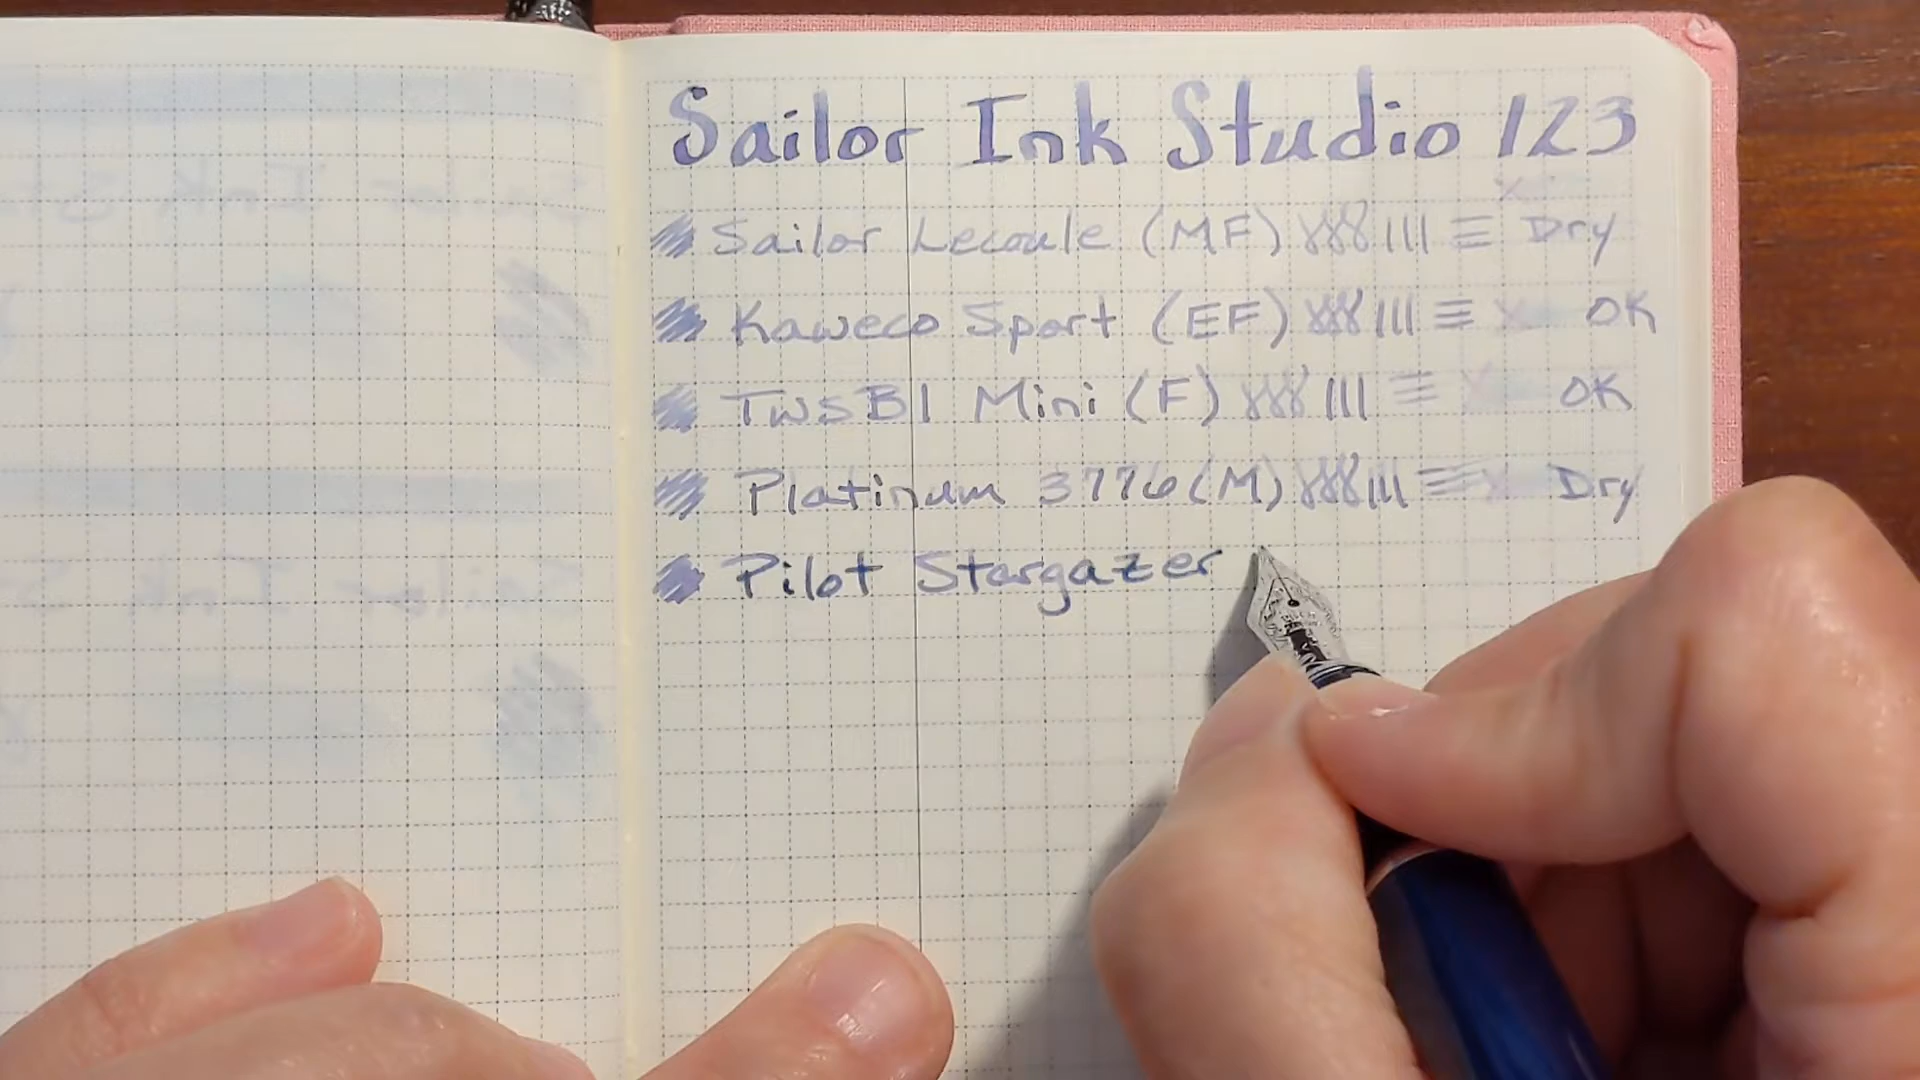 Sailor Ink Studio 123
Sailor Lecoule (MF) Dry
Kaweco Sport (EF) OK
TWSBI Mini (F) OK
Platinum 3776 (M) Dry
Pilot Stargazer